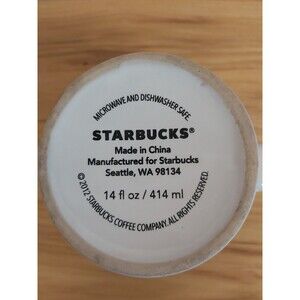 MICROWAVE AND DISHWASHER SAFE.
STARBUCKS®
Made in China
Manufactured for Starbucks
Seattle, WA 98134
14 fl oz / 414 ml
© 2012 STARBUCKS COFFEE COMPANY. ALL RIGHTS RESERVED.